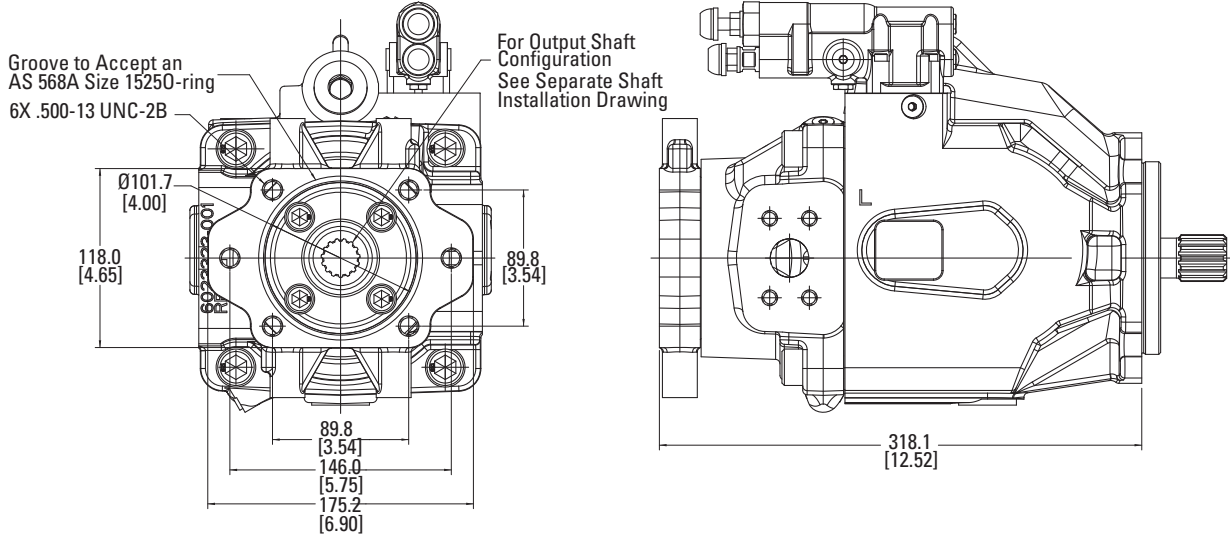 Groove to Accept an
AS 568A Size 1525O-ring
6X .500-13 UNC-2B
For Output Shaft
Configuration
See Separate Shaft
Installation Drawing
Ø101.7
[4.00]
118.0
[4.65]
89.8
[3.54]
89.8
[3.54]
146.0
[5.75]
175.2
[6.90]
L
318.1
[12.52]